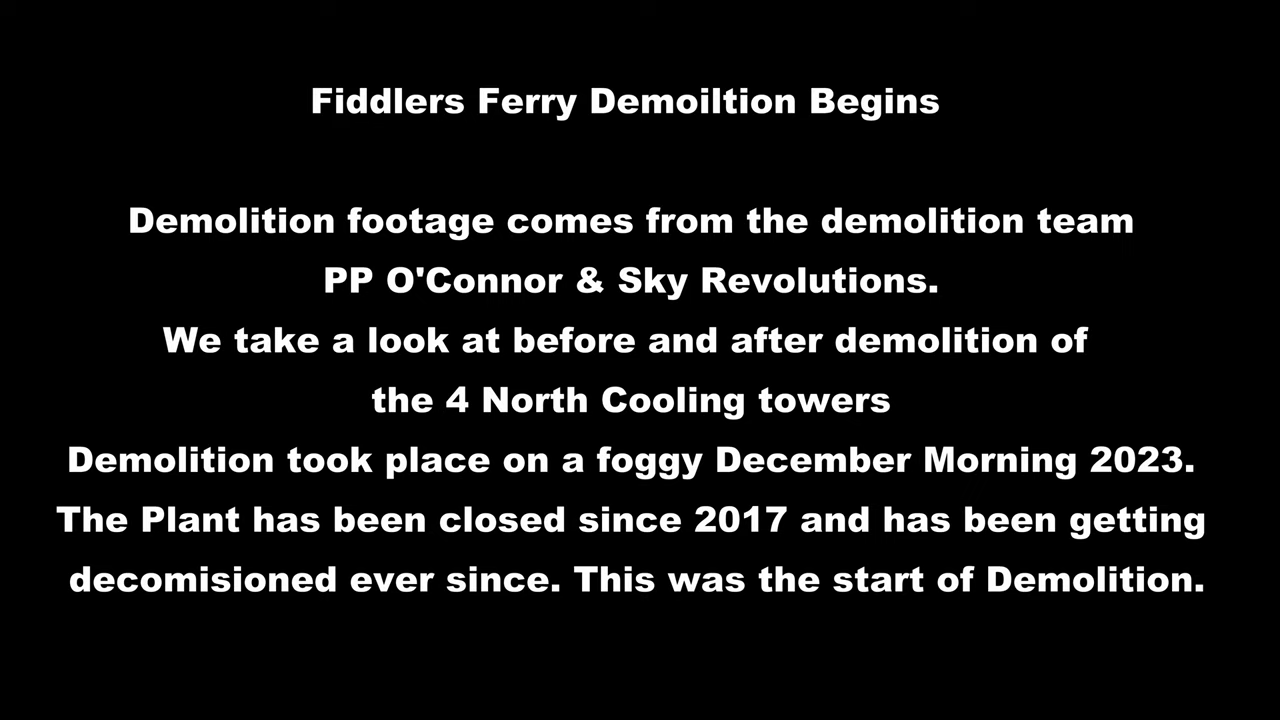 Fiddlers Ferry Demoiltion Begins
Demolition footage comes from the demolition team
PP O'Connor & Sky Revolutions.
We take a look at before and after demolition of
the 4 North Cooling towers
Demolition took place on a foggy December Morning 2023.
The Plant has been closed since 2017 and has been getting
decomisioned ever since. This was the start of Demolition.